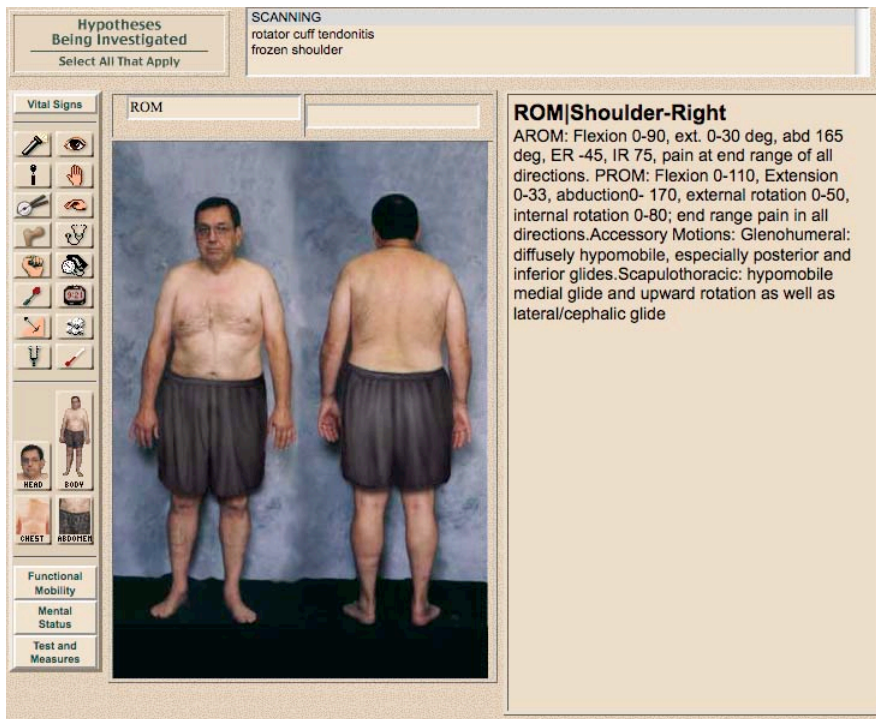 Hypotheses
Being Investigated
Select All That Apply
SCANNING
rotator cuff tendonitis
frozen shoulder
Vital Signs
ROM
HEAD
BODY
CHEST
ABDOMEN
Functional
Mobility
Mental
Status
Test and
Measures
ROM|Shoulder-Right
AROM: Flexion 0-90, ext. 0-30 deg, abd 165
deg, ER -45, IR 75, pain at end range of all
directions. PROM: Flexion 0-110, Extension
0-33, abduction0- 170, external rotation 0-50,
internal rotation 0-80; end range pain in all
directions.Accessory Motions: Glenohumeral:
diffusely hypomobile, especially posterior and
inferior glides.Scapulothoracic: hypomobile
medial glide and upward rotation as well as
lateral/cephalic glide